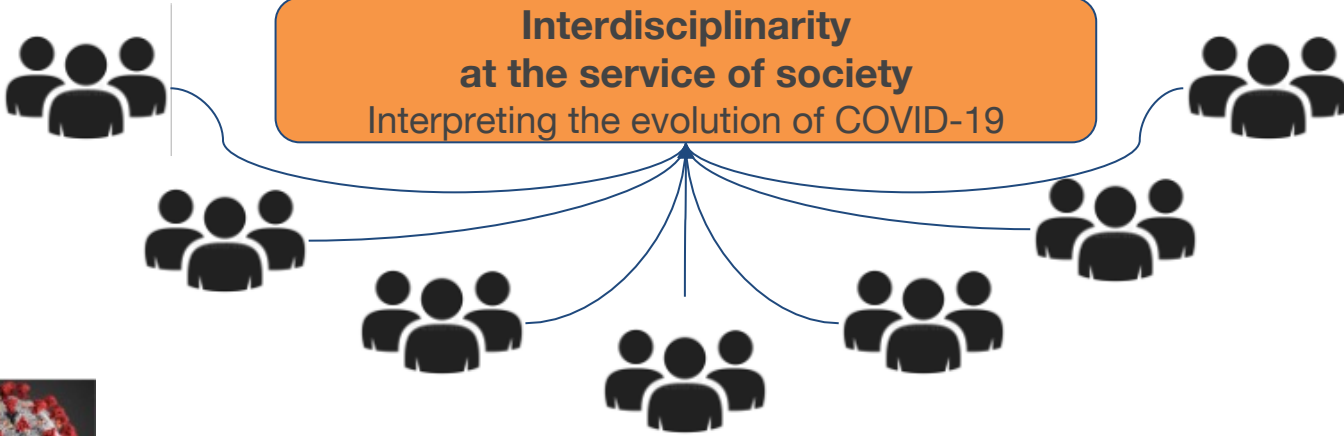 Interdisciplinarity
at the service of society
Interpreting the evolution of COVID-19